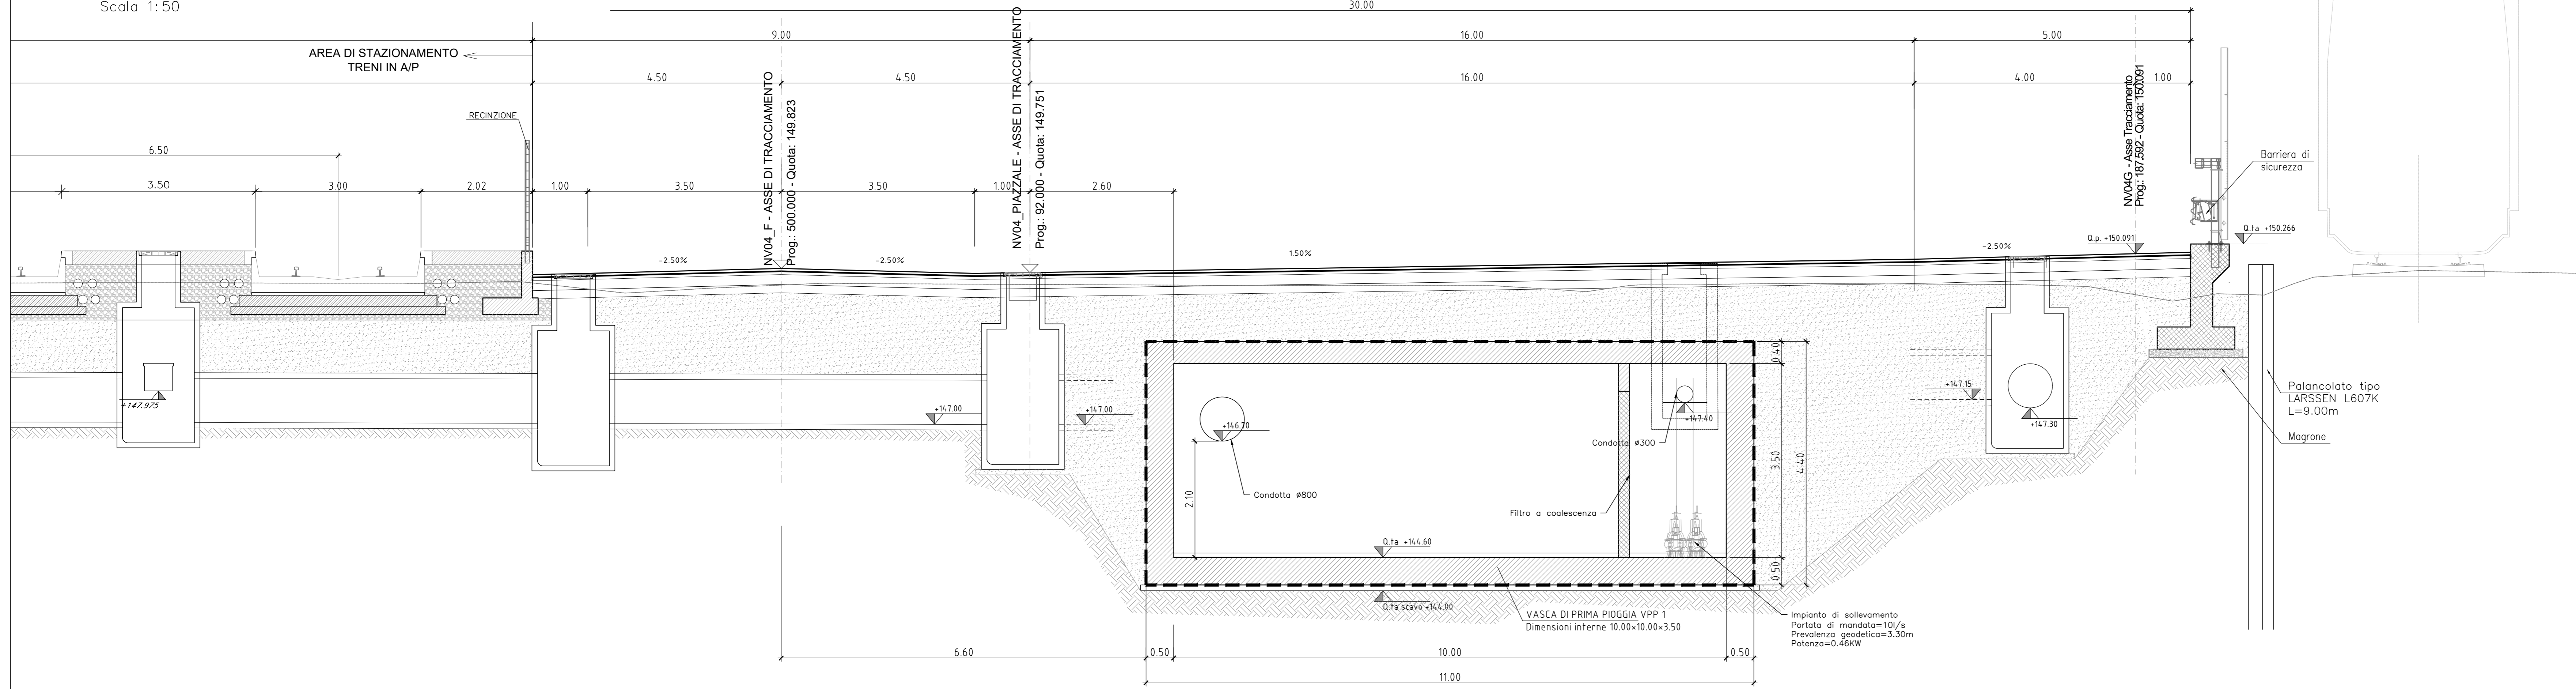 Scala 1:50
30.00
9.00
16.00
5.00
AREA DI STAZIONAMENTO
TRENI IN A/P
4.50
4.50
16.00
4.00
1.00
NV04_F - ASSE DI TRACCIAMENTO
Prog.: 500.000 - Quota: 149.823
NV04_PIAZZALE - ASSE DI TRACCIAMENTO
Prog.: 92.000 - Quota: 149.751
NV04G - Asse Tracciamento
Prog.: 187.592 - Quota: 150.091
RECINZIONE
6.50
Barriera di
sicurezza
3.50
3.00
2.02
1.00
3.50
3.50
1.00
2.60
Q.ta +150.266
Q.p. +150.091
-2.50%
-2.50%
1.50%
-2.50%
0.40
+147.975
+147.00
+147.00
+146.70
+147.40
+147.15
+147.30
Palancolato tipo
LARSSEN L607K
L=9.00m
Magrone
Condotta ø300
3.50
4.40
2.10
Condotta ø800
Filtro a coalescenza
Q.ta +144.60
0.50
Q.ta scavo +144.00
VASCA DI PRIMA PIOGGIA VPP 1
Dimensioni interne 10.00x10.00x3.50
Impianto di sollevamento
Portata di mandata=10l/s
Prevalenza geodetica=3.30m
Potenza=0.46KW
6.60
0.50
10.00
0.50
11.00